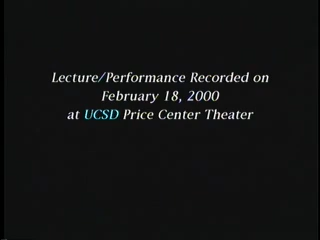 Lecture/Performance Recorded on
February 18, 2000
at UCSD Price Center Theater